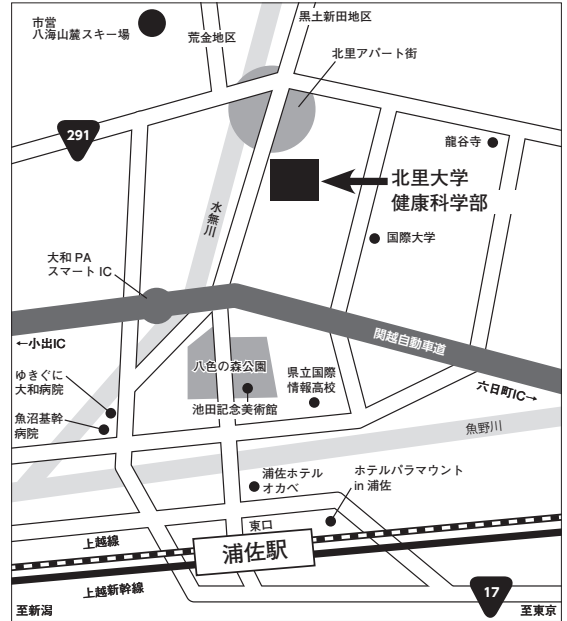 市営
八海山麓スキー場
荒金地区
黒土新田地区
北里アパート街
291
龍谷寺
北里大学
健康科学部
水無川
国際大学
大和 PA
スマート IC
←小出IC
関越自動車道
八色の森公園
県立国際
情報高校
六日町IC→
ゆきぐに
大和病院
池田記念美術館
魚沼基幹
病院
魚野川
浦佐ホテル
オカベ
ホテルパラマウント
in 浦佐
東口
上越線
浦佐駅
上越新幹線
17
至新潟
至東京